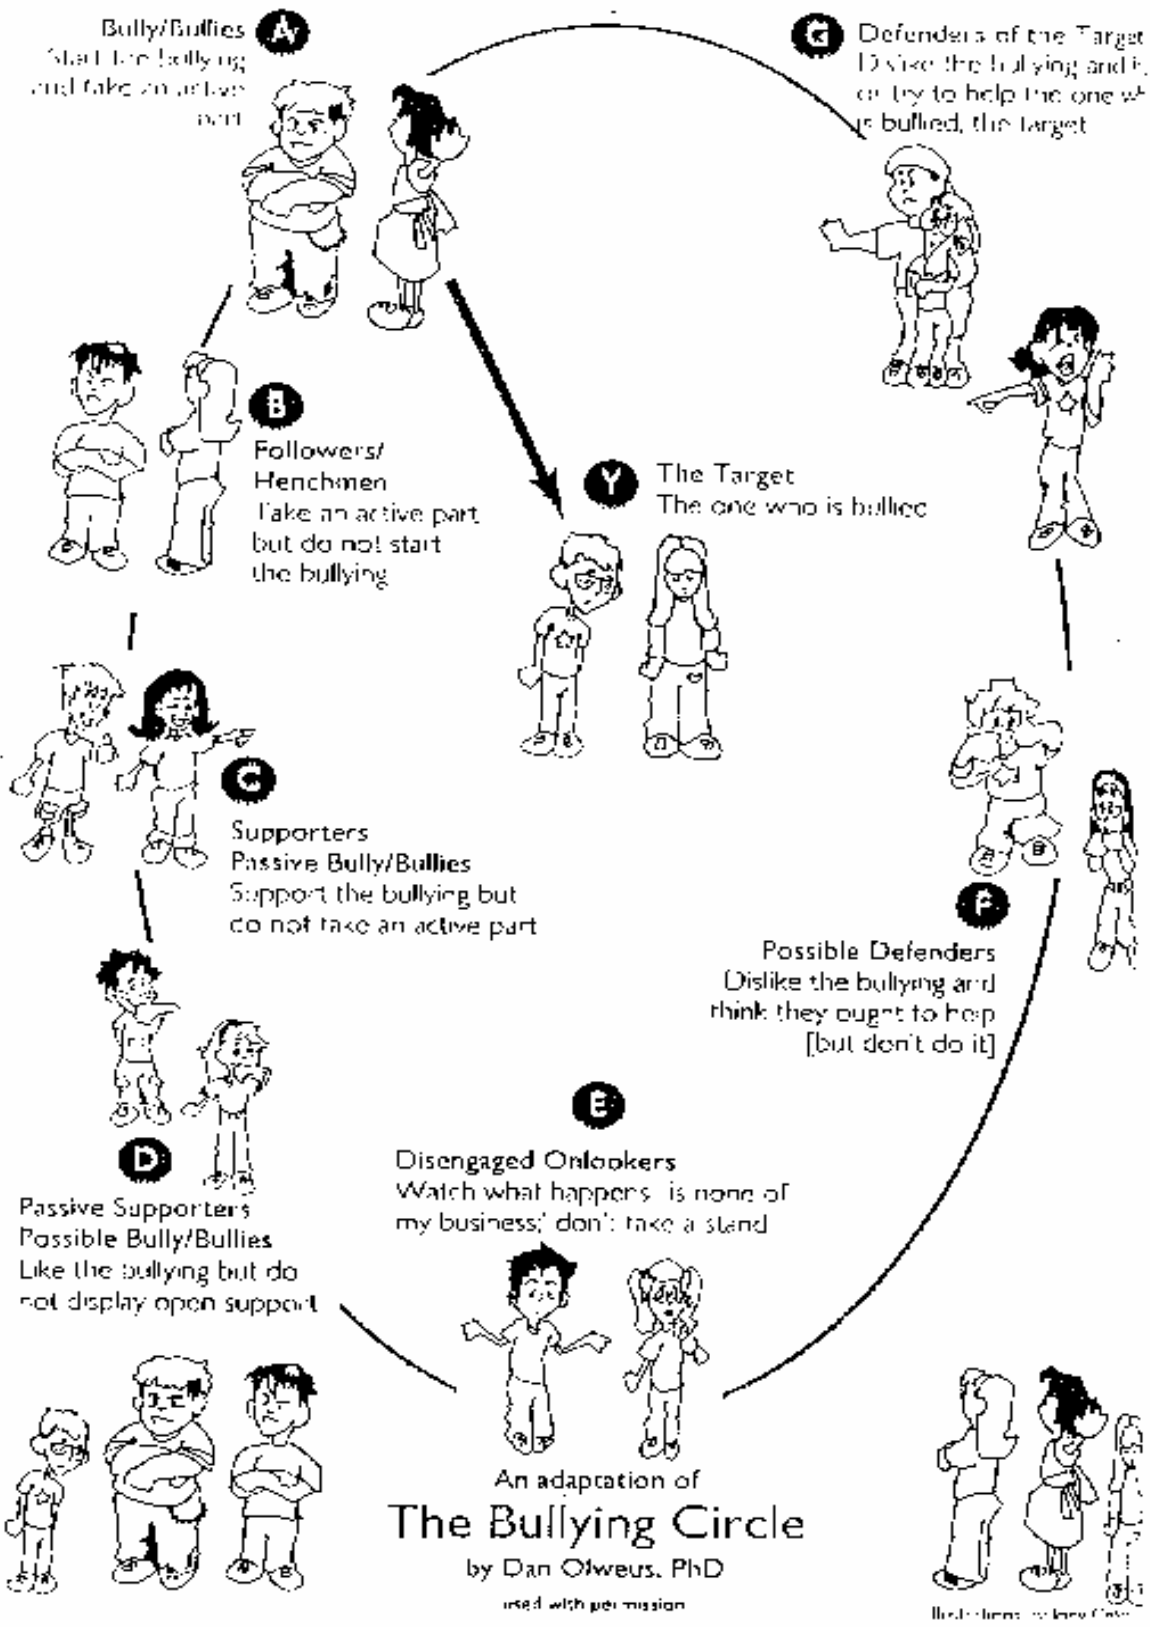 A
Bully/Bullies
Start the bullying
and take an active
part
G
Defenders of the Target
Dislike the bullying and
or try to help the one
is bullied, the target
B
Followers/
Henchmen
Take an active part
but do not start
the bullying
Y
The Target
The one who is bullied
C
Supporters
Passive Bully/Bullies
Support the bullying but
do not take an active part
F
Possible Defenders
Dislike the bullying and
think they ought to help
[but don't do it]
E
Disengaged Onlookers
Watch what happens is none of
my business;' don't take a stand
D
Passive Supporters
Possible Bully/Bullies
Like the bullying but do
not display open support
An adaptation of
The Bullying Circle
by Dan Olweus, PhD
used with permission
Illustrations by